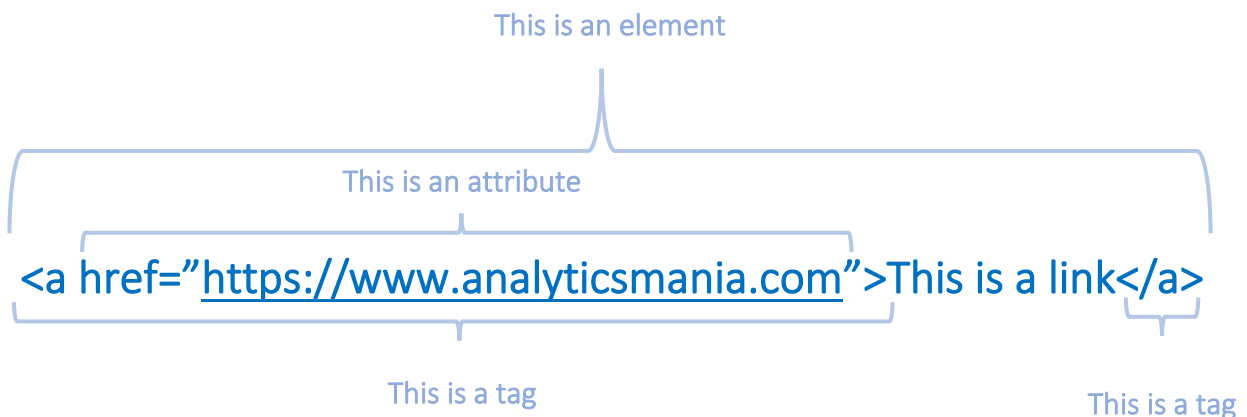 This is an element
This is an attribute
<a href=”https://www.analyticsmania.com”>This is a link</a>
This is a tag
This is a tag